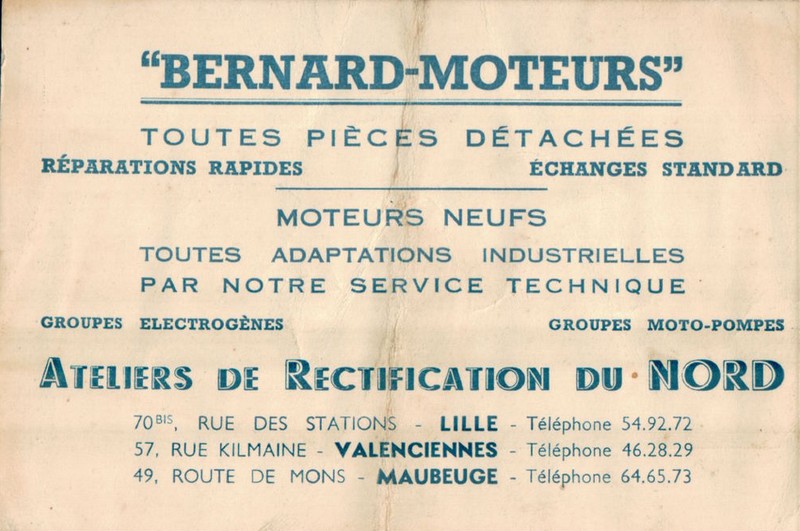 “BERNARD-MOTEURS”
TOUTES PIÈCES DÉTACHÉES
RÉPARATIONS RAPIDES ÉCHANGES STANDARD
MOTEURS NEUFS
TOUTES ADAPTATIONS INDUSTRIELLES
PAR NOTRE SERVICE TECHNIQUE
GROUPES ELECTROGÈNES GROUPES MOTO-POMPES
ATELIERS DE RECTIFICATION DU NORD
70BIS, RUE DES STATIONS - LILLE - Téléphone 54.92.72
57, RUE KILMAINE - VALENCIENNES - Téléphone 46.28.29
49, ROUTE DE MONS - MAUBEUGE - Téléphone 64.65.73